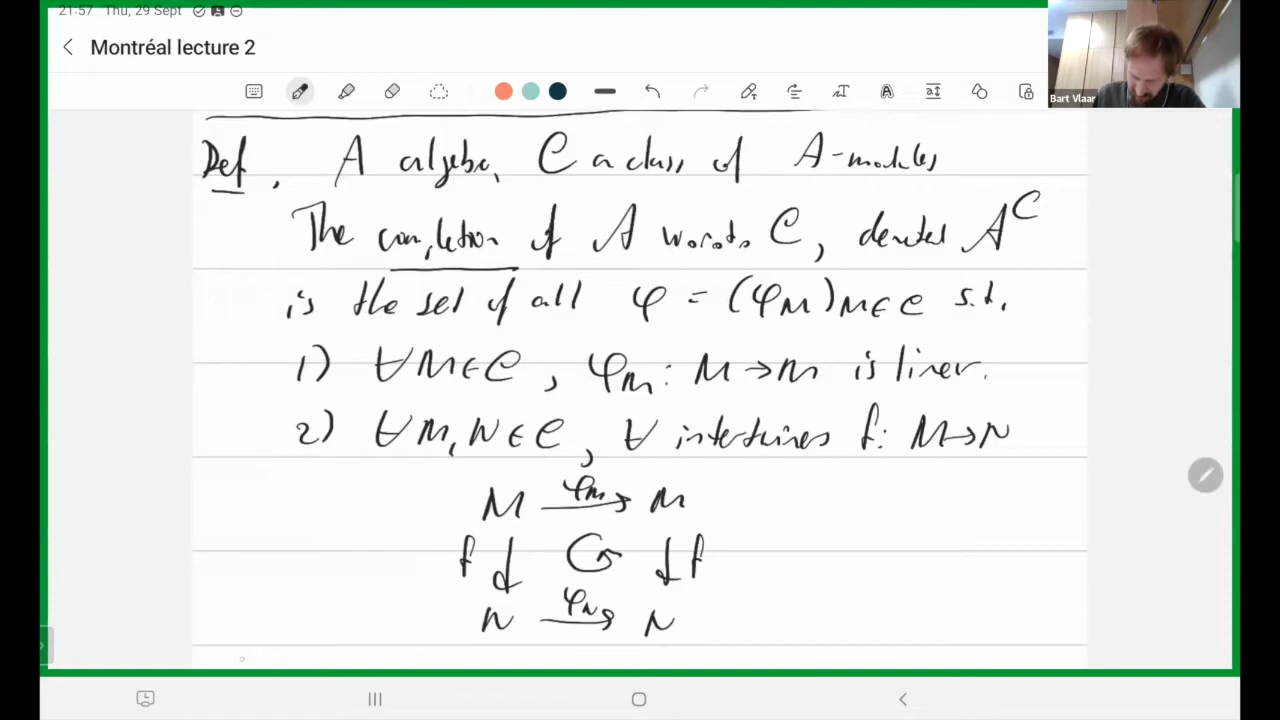 21:57 Thu, 29 Sept
Montréal lecture 2
Bart Vlaar
Def. A algebra, C a class of A-modules
The completion of A w.r.t. C, denoted A^C
is the set of all φ = (φ_M)_{M∈C} s.t.
1) ∀M∈C, φ_M: M→M is linear.
2) ∀M,N∈C, ∀ intertwiners f: M→N
M —φ_M→ M
f ↓ ↺ ↓ f
N —φ_N→ N